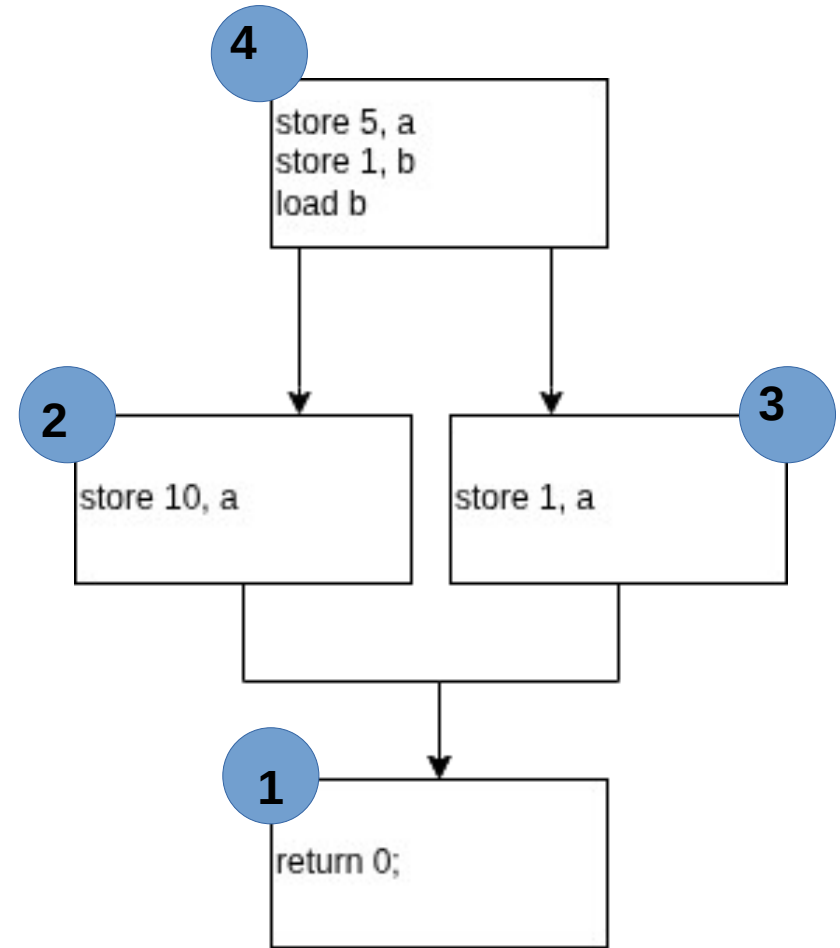 4
store 5, a
store 1, b
load b
2
3
store 10, a
store 1, a
1
return 0;